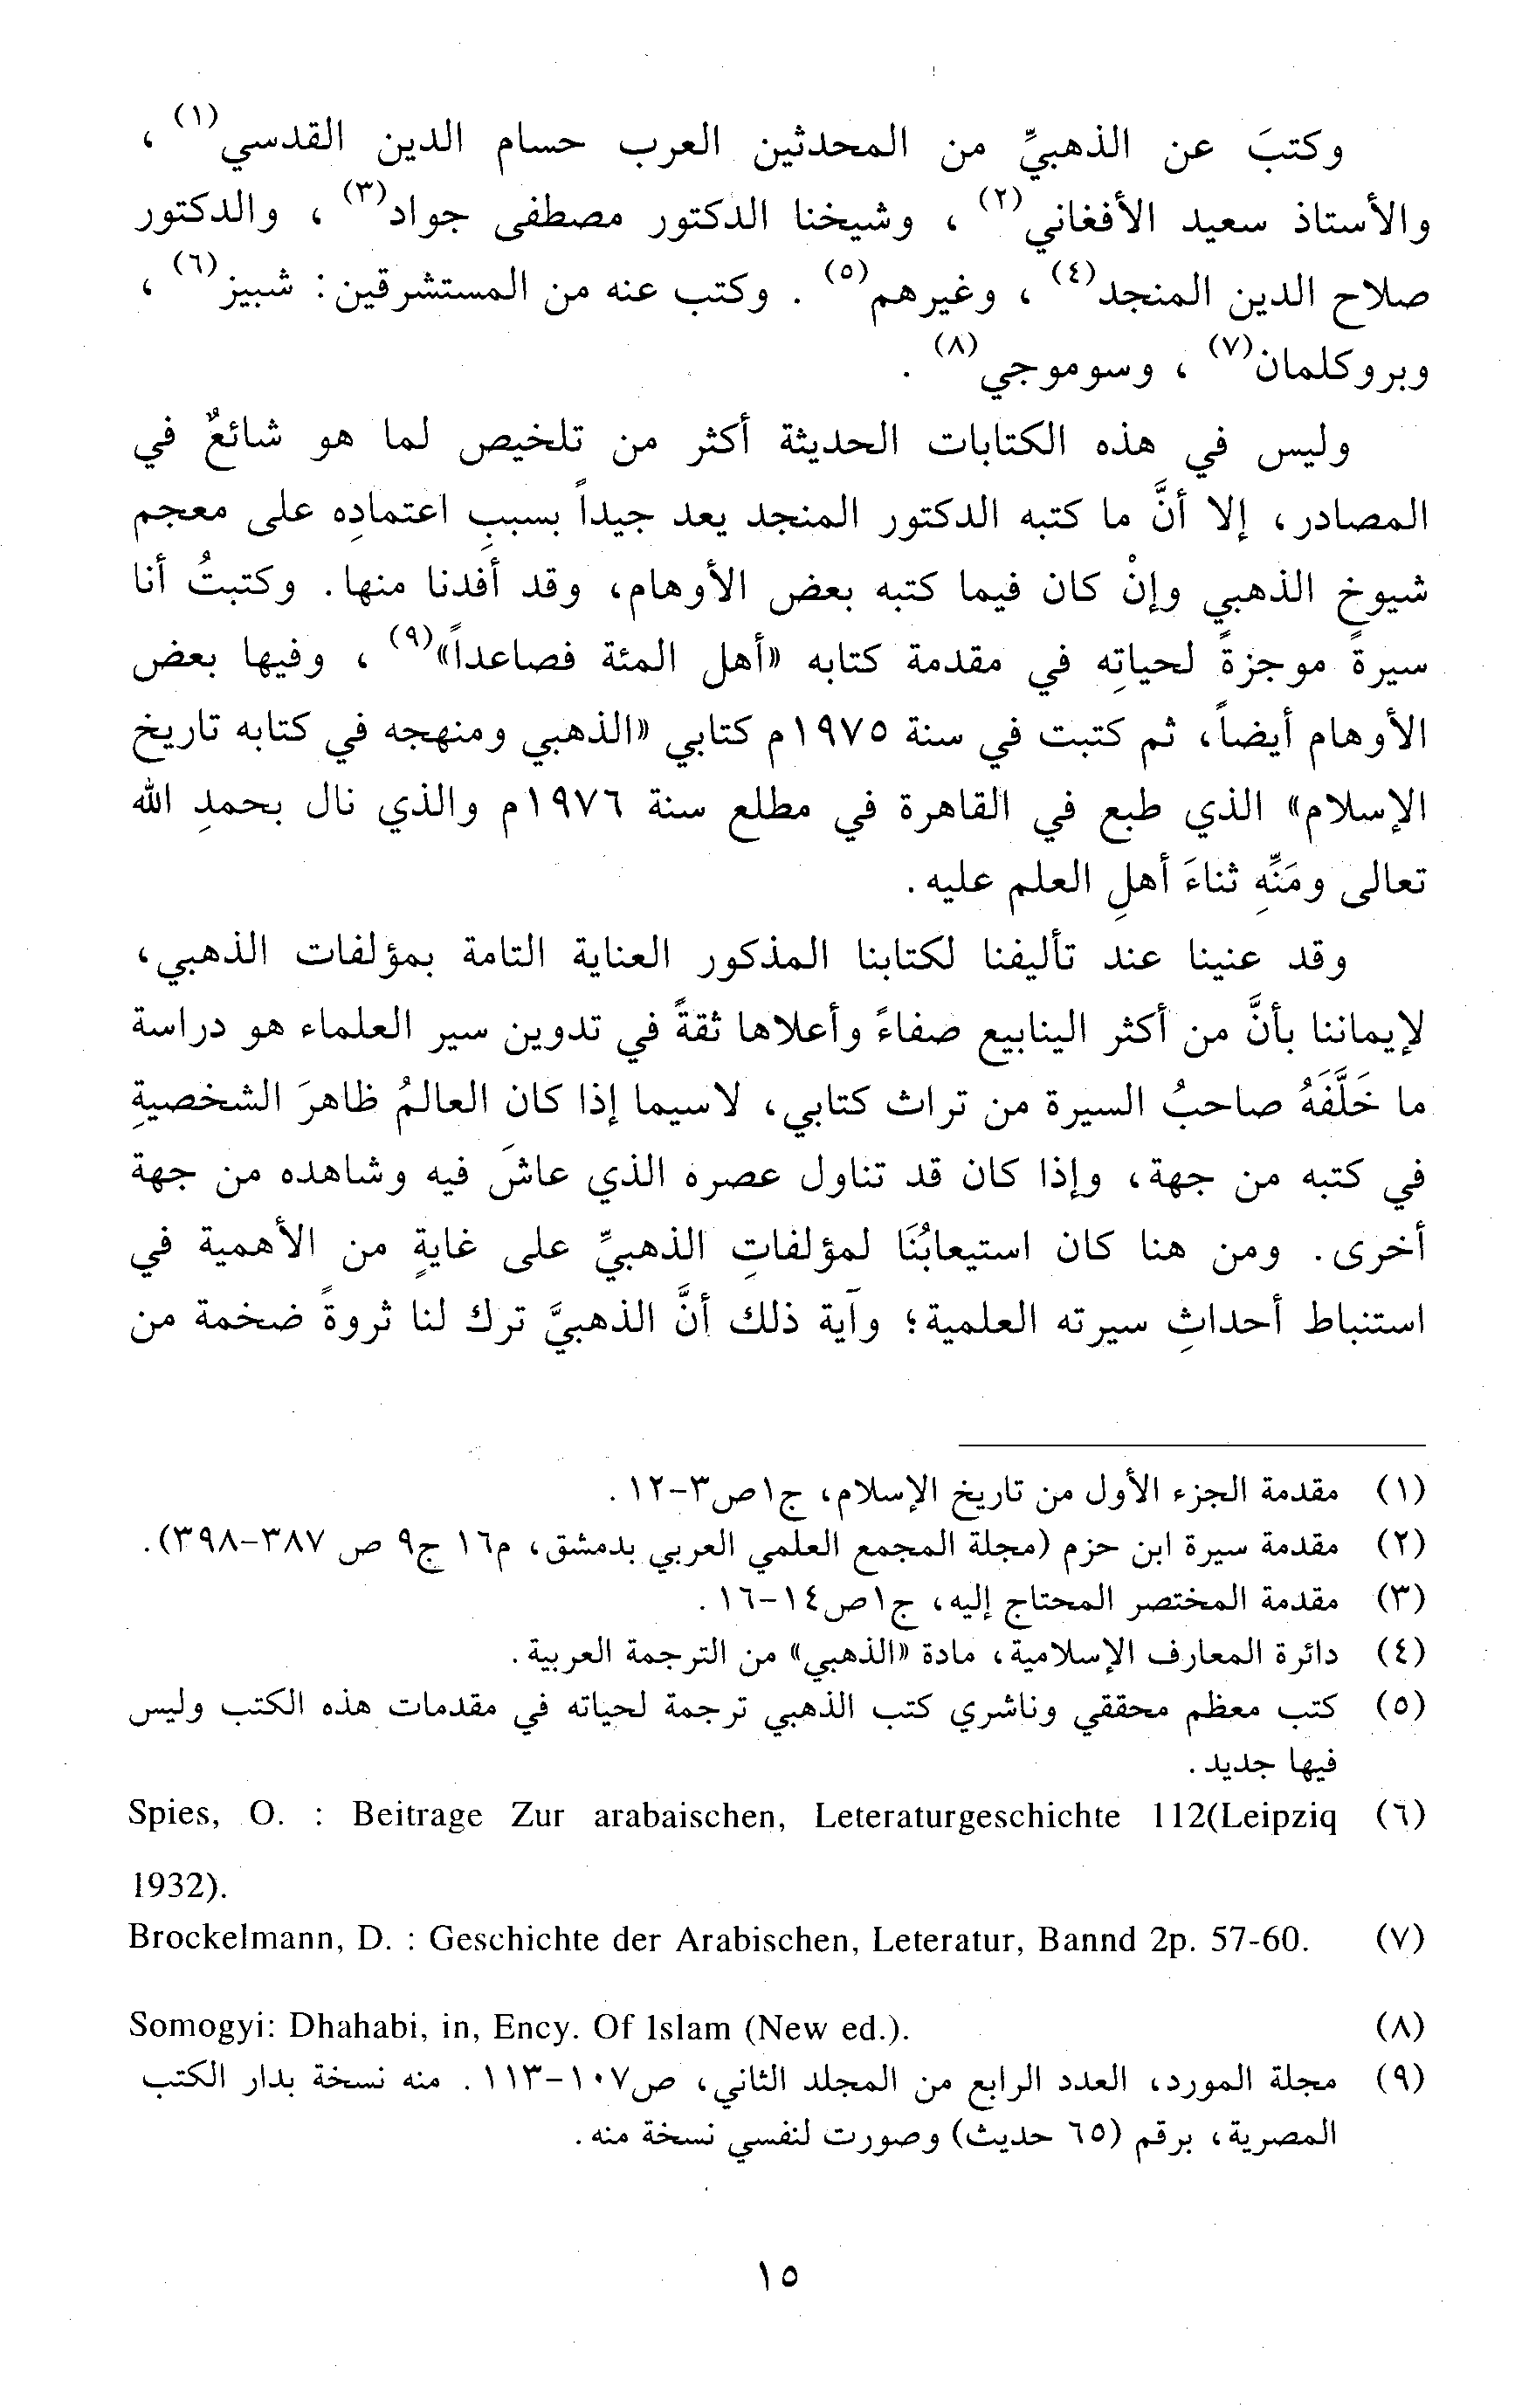 وكتبَ عن الذهبيِّ من المحدثين العرب حسام الدين القدسي(١) ،
والأستاذ سعيد الأفغاني(٢) ، وشيخنا الدكتور مصطفى جواد(٣) ، والدكتور
صلاح الدين المنجد(٤) ، وغيرهم(٥) . وكتب عنه من المستشرقين: شبيز(٦) ،
وبروكلمان(٧) ، وسوموجي(٨) .
وليس في هذه الكتابات الحديثة أكثر من تلخيص لما هو شائعٌ في
المصادر، إلا أنَّ ما كتبه الدكتور المنجد يعد جيداً بسببِ اعتمادِه على معجم
شيوخ الذهبي وإنْ كان فيما كتبه بعض الأوهام، وقد أفدنا منها. وكتبتُ أنا
سيرةً موجزةً لحياتِه في مقدمة كتابه «أهل المئة فصاعداً»(٩) ، وفيها بعض
الأوهام أيضاً، ثم كتبت في سنة ١٩٧٥م كتابي «الذهبي ومنهجه في كتابه تاريخ
الإسلام» الذي طبع في القاهرة في مطلع سنة ١٩٧٦م والذي نال بحمدِ الله
تعالى ومَنِّهِ ثناءَ أهلِ العلم عليه.
وقد عنينا عند تأليفنا لكتابنا المذكور العناية التامة بمؤلفات الذهبي،
لإيماننا بأنَّ من أكثر الينابيع صفاءً وأعلاها ثقةً في تدوين سير العلماء هو دراسة
ما خَلَّفَهُ صاحبُ السيرة من تراث كتابي، لاسيما إذا كان العالمُ ظاهرَ الشخصيةِ
في كتبه من جهة، وإذا كان قد تناول عصره الذي عاشَ فيه وشاهده من جهة
أخرى. ومن هنا كان استيعابُنَا لمؤلفاتِ الذهبيِّ على غايةٍ من الأهمية في
استنباط أحداثِ سيرته العلمية؛ وآية ذلك أنَّ الذهبيَّ ترك لنا ثروةً ضخمة من
(١) مقدمة الجزء الأول من تاريخ الإسلام، ج١ص٣-١٢.
(٢) مقدمة سيرة ابن حزم (مجلة المجمع العلمي العربي بدمشق، م١٦ ج٩ ص ٣٨٧-٣٩٨).
(٣) مقدمة المختصر المحتاج إليه، ج١ص١٤-١٦.
(٤) دائرة المعارف الإسلامية، مادة «الذهبي» من الترجمة العربية.
(٥) كتب معظم محققي وناشري كتب الذهبي ترجمة لحياته في مقدمات هذه الكتب وليس
فيها جديد.
(٦) Spies, O. : Beitrage Zur arabaischen, Leteraturgeschichte 112(Leipziq
1932).
(٧) Brockelmann, D. : Geschichte der Arabischen, Leteratur, Bannd 2p. 57-60.
(٨) Somogyi: Dhahabi, in, Ency. Of Islam (New ed.).
(٩) مجلة المورد، العدد الرابع من المجلد الثاني، ص١٠٧-١١٣. منه نسخة بدار الكتب
المصرية، برقم (٦٥ حديث) وصورت لنفسي نسخة منه.
١٥